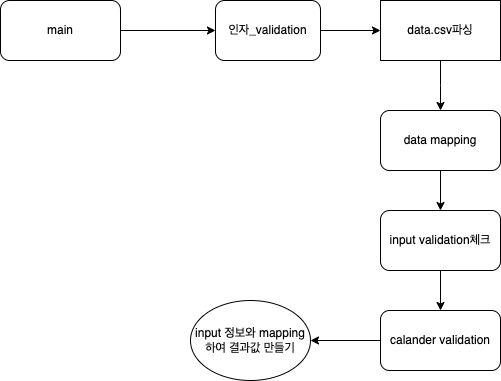 main
인자_validation
data.csv파싱
data mapping
input validation체크
calander validation
input 정보와 mapping
하여 결과값 만들기